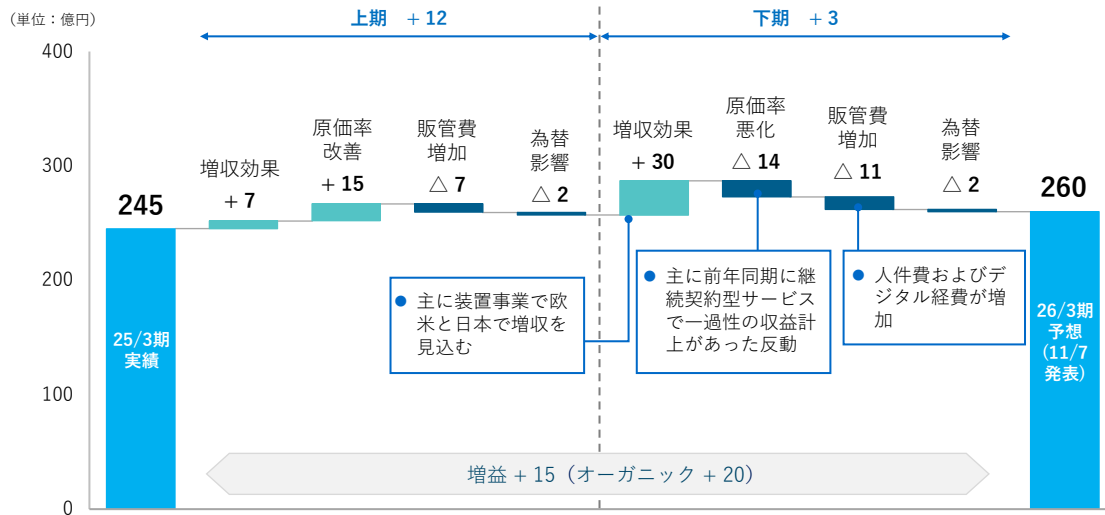 （単位：億円）
上期　+ 12
下期　+ 3
400
300
200
100
0
245
25/3期
実績
増収効果
+ 7
原価率
改善
+ 15
販管費
増加
△ 7
為替
影響
△ 2
増収効果
+ 30
原価率
悪化
△ 14
販管費
増加
△ 11
為替
影響
△ 2
260
26/3期
予想
(11/7
発表)
● 主に装置事業で欧
米と日本で増収を
見込む
● 主に前年同期に継
続契約型サービス
で一過性の収益計
上があった反動
● 人件費およびデ
ジタル経費が増
加
増益 + 15（オーガニック + 20）